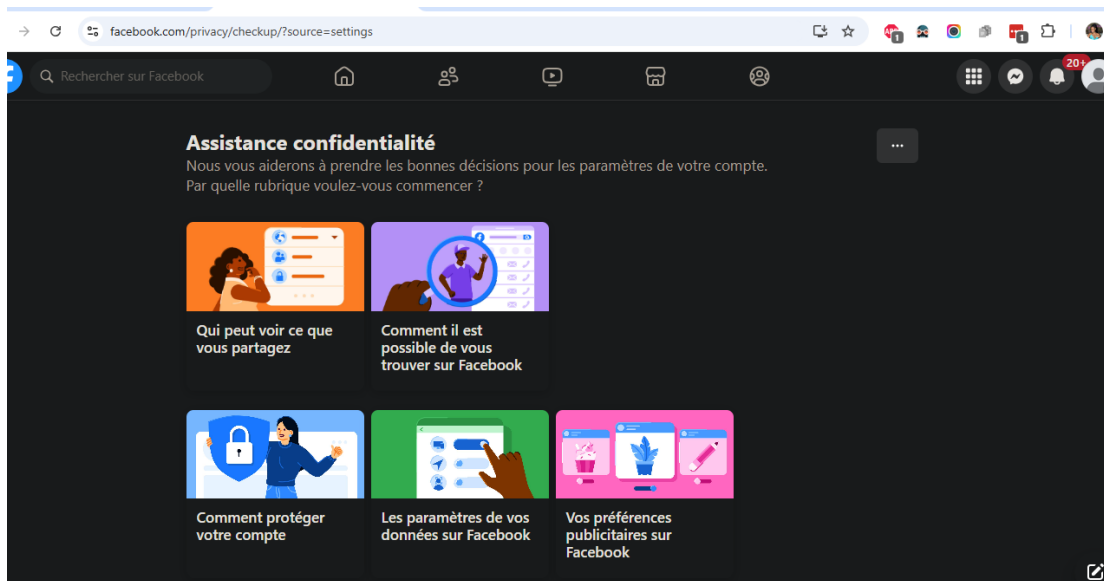 facebook.com/privacy/checkup/?source=settings
1
1
Rechercher sur Facebook
20+
Assistance confidentialité
Nous vous aiderons à prendre les bonnes décisions pour les paramètres de votre compte.
Par quelle rubrique voulez-vous commencer ?
Qui peut voir ce que
vous partagez
Comment il est
possible de vous
trouver sur Facebook
Comment protéger
votre compte
Les paramètres de vos
données sur Facebook
Vos préférences
publicitaires sur
Facebook